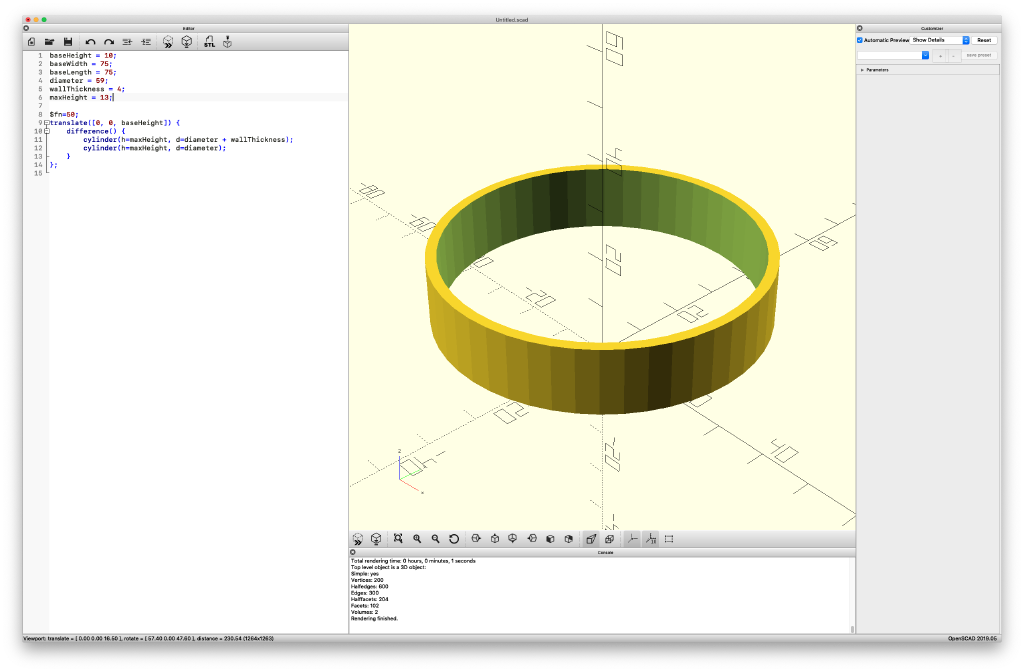 Untitled.scad
Editor
STL
1 baseHeight = 10;
2 baseWidth = 75;
3 baseLength = 75;
4 diameter = 59;
5 wallThickness = 4;
6 maxHeight = 13;
7
8 $fn=50;
9 translate([0, 0, baseHeight]) {
10 difference() {
11 cylinder(h=maxHeight, d=diameter + wallThickness);
12 cylinder(h=maxHeight, d=diameter);
13 }
14 };
15
Customizer
Automatic Preview Show Details Reset
+ - save preset
Parameters
Console
Total rendering time: 0 hours, 0 minutes, 1 seconds
Top level object is a 3D object:
Simple: yes
Vertices: 200
Halfedges: 600
Edges: 300
Halffacets: 204
Facets: 102
Volumes: 2
Rendering finished.
Viewport: translate = [ 0.00 0.00 16.50 ], rotate = [ 57.40 0.00 47.60 ], distance = 230.54 (1264x1263)
OpenSCAD 2019.05